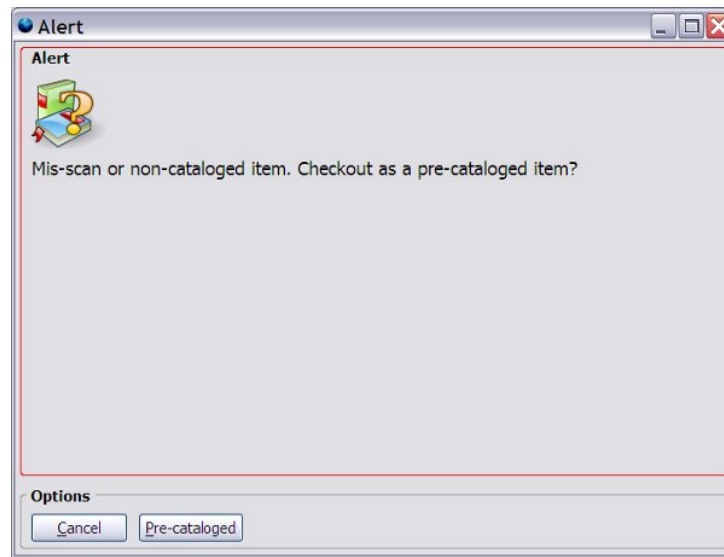 Alert
Alert
Mis-scan or non-cataloged item. Checkout as a pre-cataloged item?
Options
Cancel Pre-cataloged